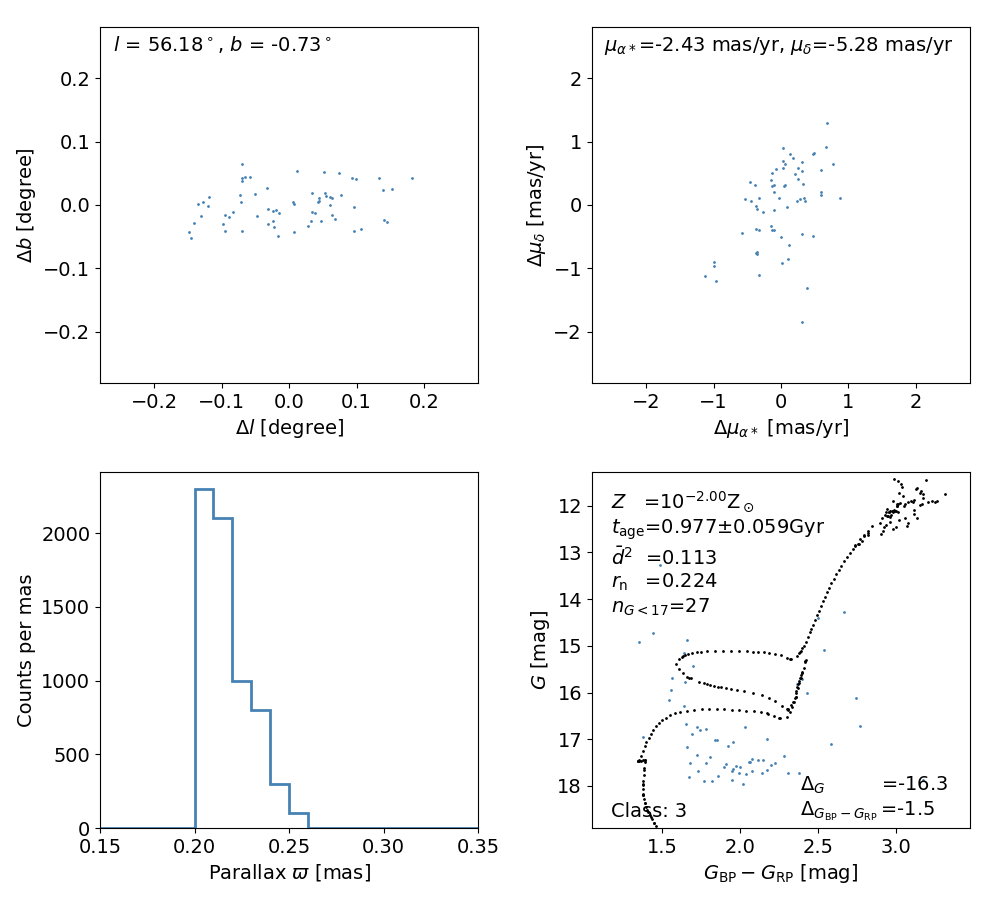 l = 56.18°, b = -0.73°
0.2
0.1
0.0
−0.1
−0.2
Δb [degree]
−0.2 −0.1 0.0 0.1 0.2
Δl [degree]
μα*=-2.43 mas/yr, μδ=-5.28 mas/yr
2
1
0
−1
−2
Δμδ [mas/yr]
−2 −1 0 1 2
Δμα* [mas/yr]
2000
1500
1000
500
0
Counts per mas
0.15 0.20 0.25 0.30 0.35
Parallax ϖ [mas]
Z =10^−2.00 Z⊙
t_age=0.977±0.059Gyr
d̄² =0.113
r_n =0.224
n_G<17=27
12
13
14
15
16
17
18
G [mag]
Δ_G =-16.3
Class: 3 Δ_GBP−GRP=-1.5
1.5 2.0 2.5 3.0
G_BP − G_RP [mag]